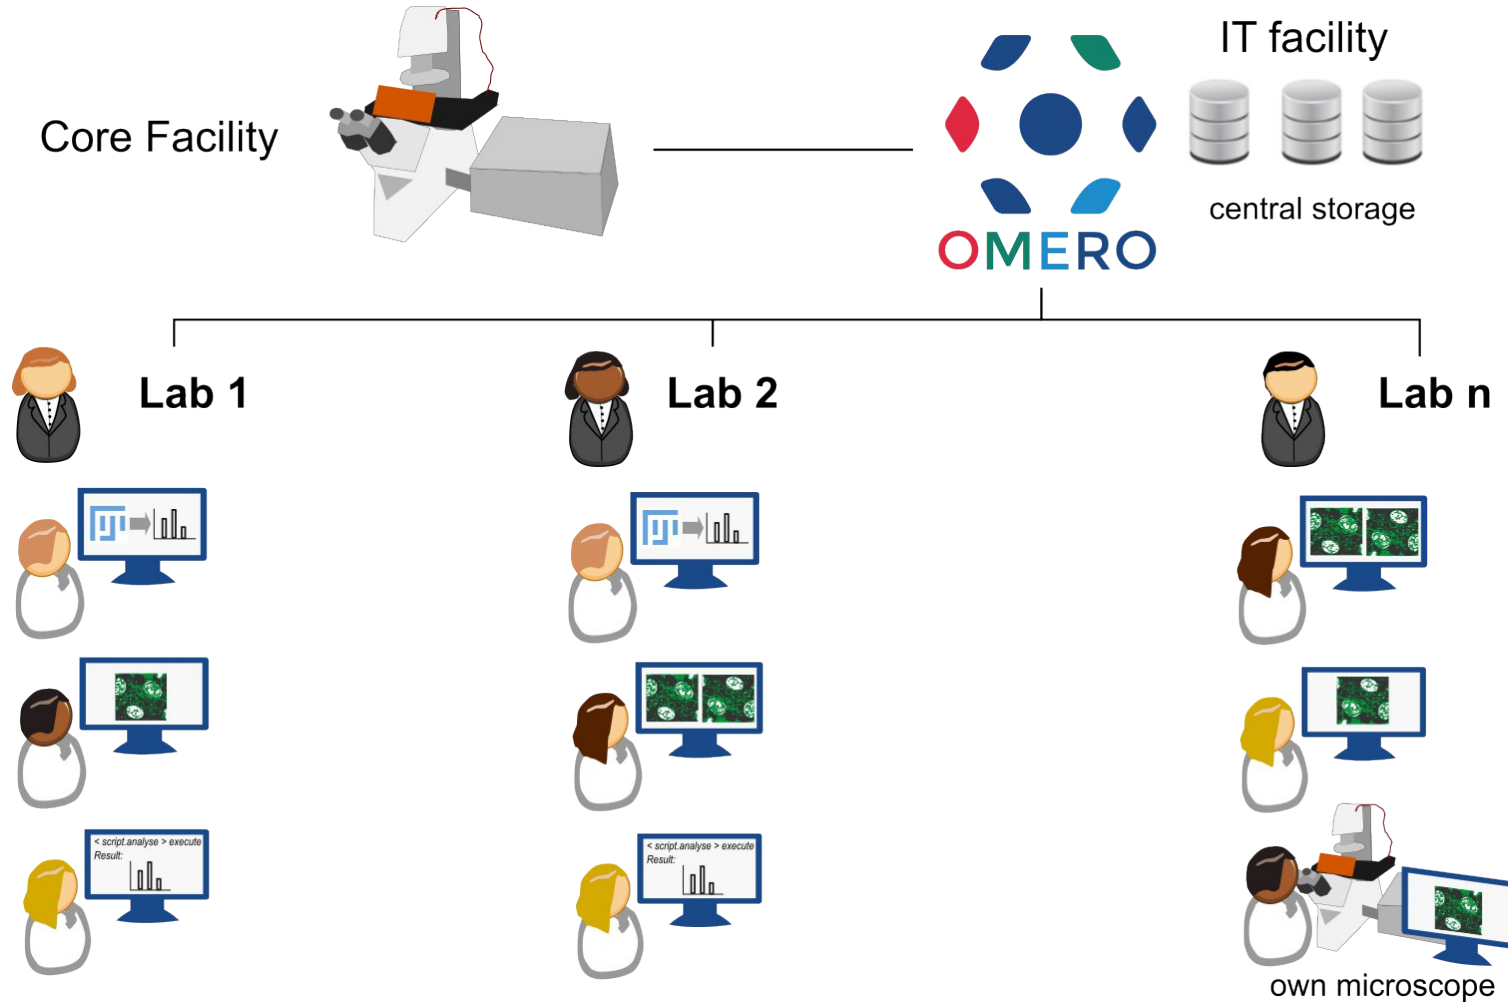 Core Facility
IT facility
central storage
OMERO
Lab 1
Lab 2
Lab n
< script.analyse > execute
Result:
< script.analyse > execute
Result:
own microscope